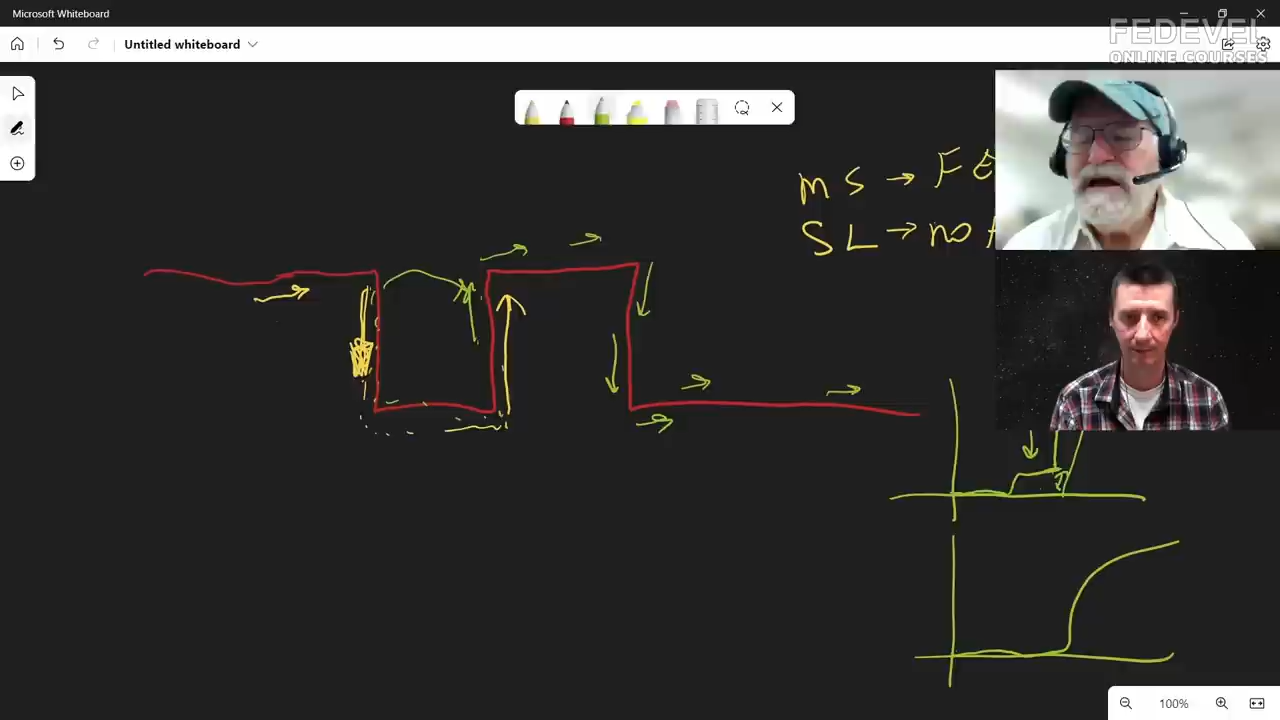 Microsoft Whiteboard
FEDEVEL
ONLINE COURSES
Untitled whiteboard
MS → FE
SL → no
100%